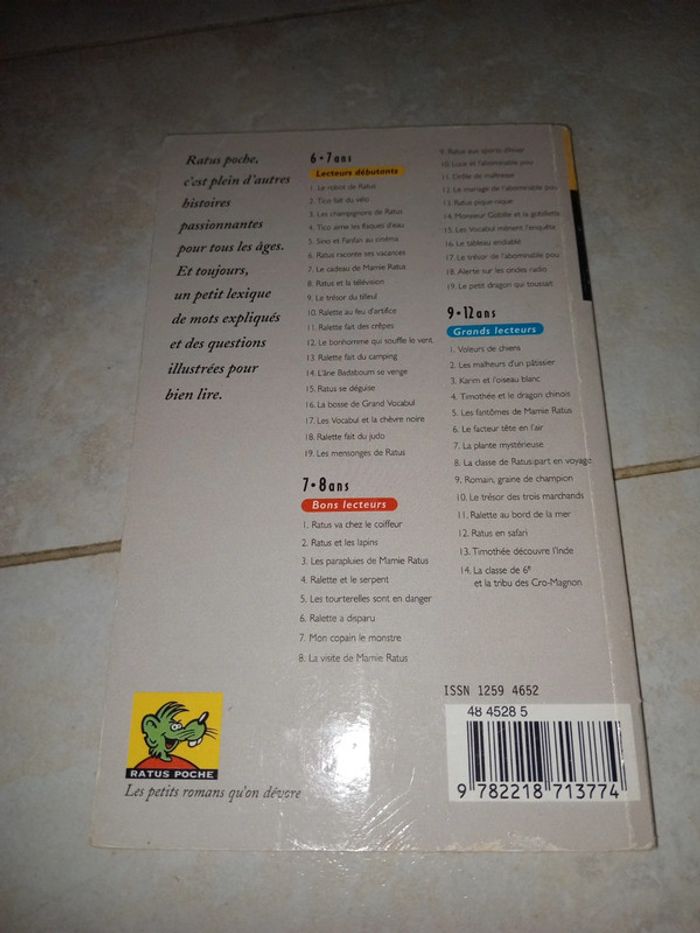 Ratus poche,
c'est plein d'autres
histoires
passionnantes
pour tous les âges.
Et toujours,
un petit lexique
de mots expliqués
et des questions
illustrées pour
bien lire.
6•7 ans
Lecteurs débutants
1. Le robot de Ratus
2. Tico fait du vélo
3. Les champignons de Ratus
4. Tico aime les flaques d'eau
5. Sino et Fanfan au cinéma
6. Ratus raconte ses vacances
7. Le cadeau de Mamie Ratus
8. Ratus et la télévision
9. Le trésor du tilleul
10. Ralette au feu d'artifice
11. Ralette fait des crêpes
12. Le bonhomme qui souffle le vent
13. Ralette fait du camping
14. L'âne Badaboum se venge
15. Ratus se déguise
16. La bosse de Grand Vocabul
17. Les Vocabul et la chèvre noire
18. Ralette fait du judo
19. Les mensonges de Ratus
7•8 ans
Bons lecteurs
1. Ratus va chez le coiffeur
2. Ratus et les lapins
3. Les parapluies de Mamie Ratus
4. Ralette et le serpent
5. Les tourterelles sont en danger
6. Ralette a disparu
7. Mon copain le monstre
8. La visite de Mamie Ratus
9. Ratus aux sports d'hiver
10. Luce et l'abominable pou
11. Drôle de maîtresse
12. Le mariage de l'abominable pou
13. Ratus pique-nique
14. Monsieur Gobille et la gobilletis
15. Les Vocabul mènent l'enquête
16. Le tableau endiablé
17. Le trésor de l'abominable pou
18. Alerte sur les ondes radio
19. Le petit dragon qui toussait
9•12 ans
Grands lecteurs
1. Voleurs de chiens
2. Les malheurs d'un pâtissier
3. Karim et l'oiseau blanc
4. Timothée et le dragon chinois
5. Les fantômes de Mamie Ratus
6. Le facteur tête en l'air
7. La plante mystérieuse
8. La classe de Ratus part en voyage
9. Romain, graine de champion
10. Le trésor des trois marchands
11. Ralette au bord de la mer
12. Ratus en safari
13. Timothée découvre l'Inde
14. La classe de 6e
et la tribu des Cro-Magnon
RATUS POCHE
Les petits romans qu'on dévore
ISSN 1259 4652
48 4528 5
9 782218 713774